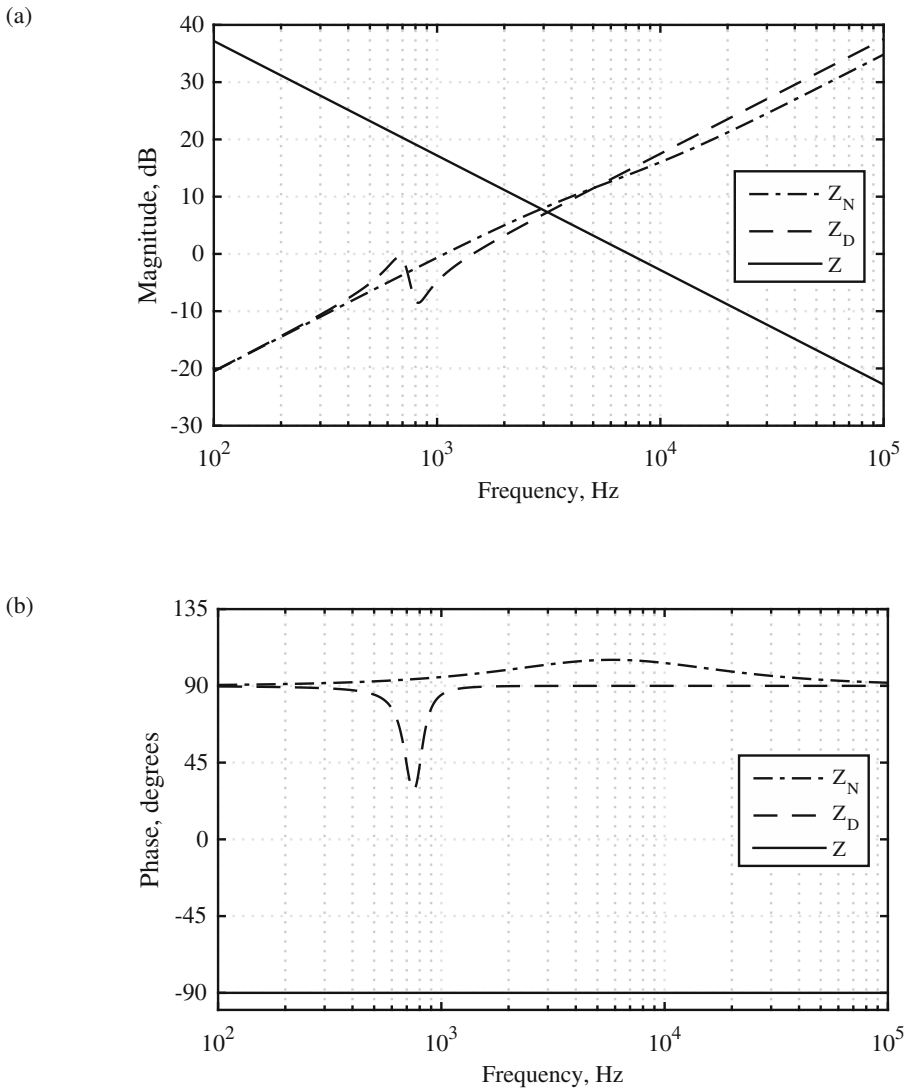 (a)
40
30
20
10
0
-10
-20
-30
Magnitude, dB
Z_N
Z_D
Z
10^2
10^3
10^4
10^5
Frequency, Hz
(b)
135
90
45
0
-45
-90
Phase, degrees
Z_N
Z_D
Z
10^2
10^3
10^4
10^5
Frequency, Hz